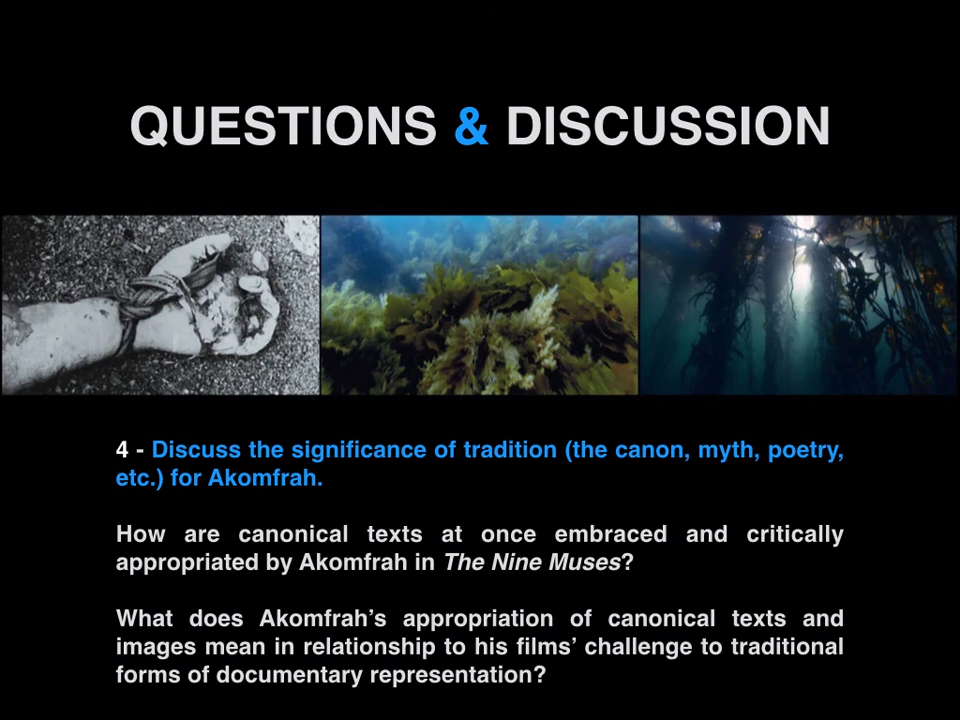 QUESTIONS & DISCUSSION
4 - Discuss the significance of tradition (the canon, myth, poetry,
etc.) for Akomfrah.
How are canonical texts at once embraced and critically
appropriated by Akomfrah in The Nine Muses?
What does Akomfrah’s appropriation of canonical texts and
images mean in relationship to his films’ challenge to traditional
forms of documentary representation?